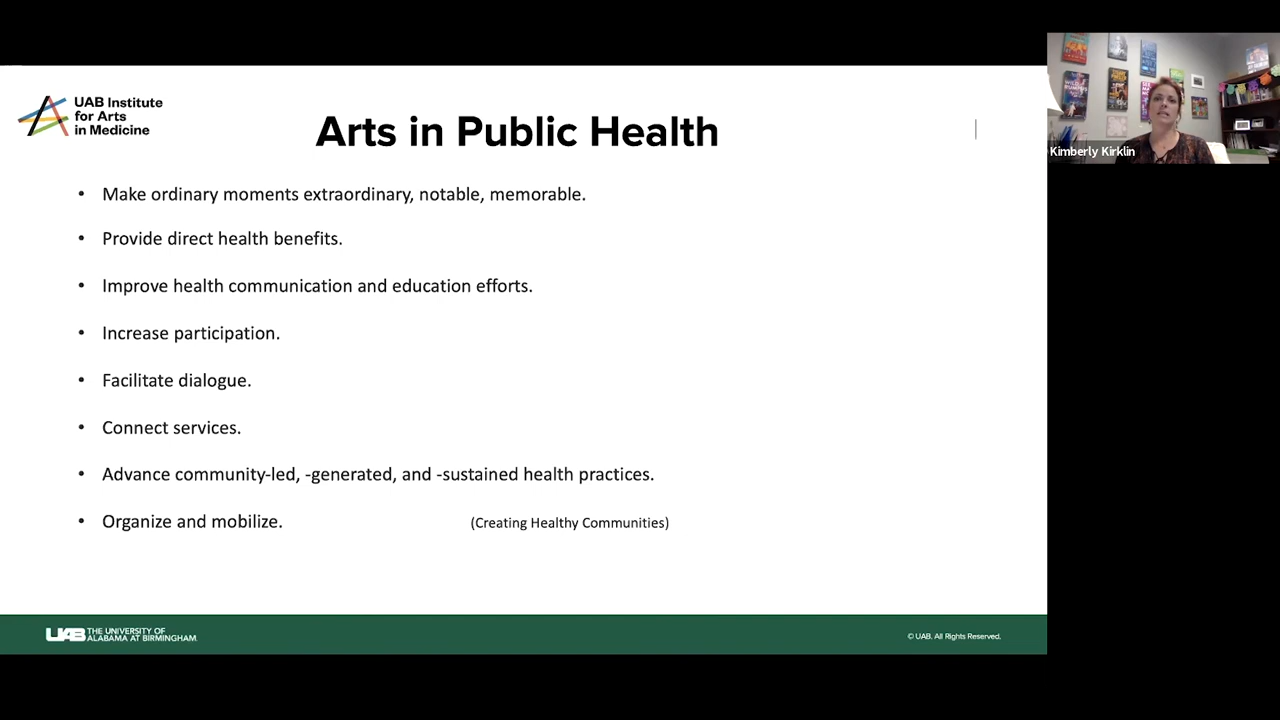 UAB Institute
for Arts
in Medicine
Arts in Public Health
Kimberly Kirklin
• Make ordinary moments extraordinary, notable, memorable.
• Provide direct health benefits.
• Improve health communication and education efforts.
• Increase participation.
• Facilitate dialogue.
• Connect services.
• Advance community-led, -generated, and -sustained health practices.
• Organize and mobilize.
(Creating Healthy Communities)
UAB THE UNIVERSITY OF
ALABAMA AT BIRMINGHAM
© UAB. All Rights Reserved.